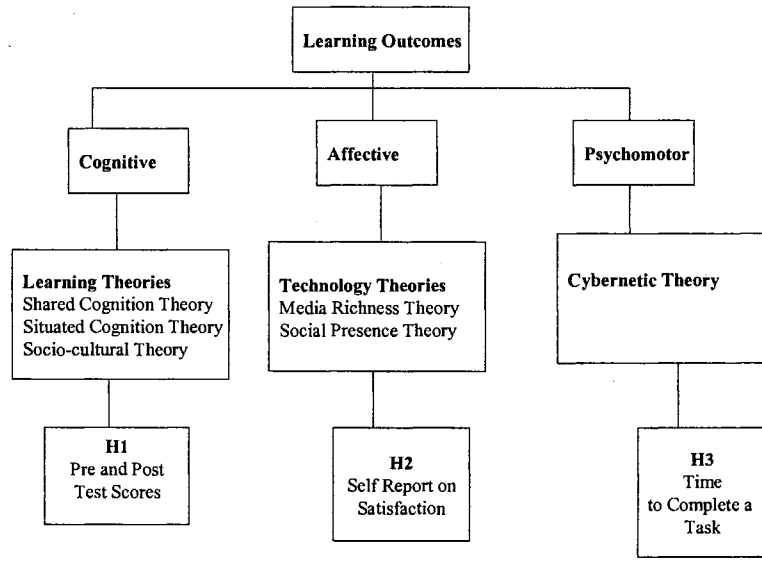 Learning Outcomes
Cognitive
Affective
Psychomotor
Learning Theories
Shared Cognition Theory
Situated Cognition Theory
Socio-cultural Theory
Technology Theories
Media Richness Theory
Social Presence Theory
Cybernetic Theory
H1
Pre and Post
Test Scores
H2
Self Report on
Satisfaction
H3
Time
to Complete a
Task